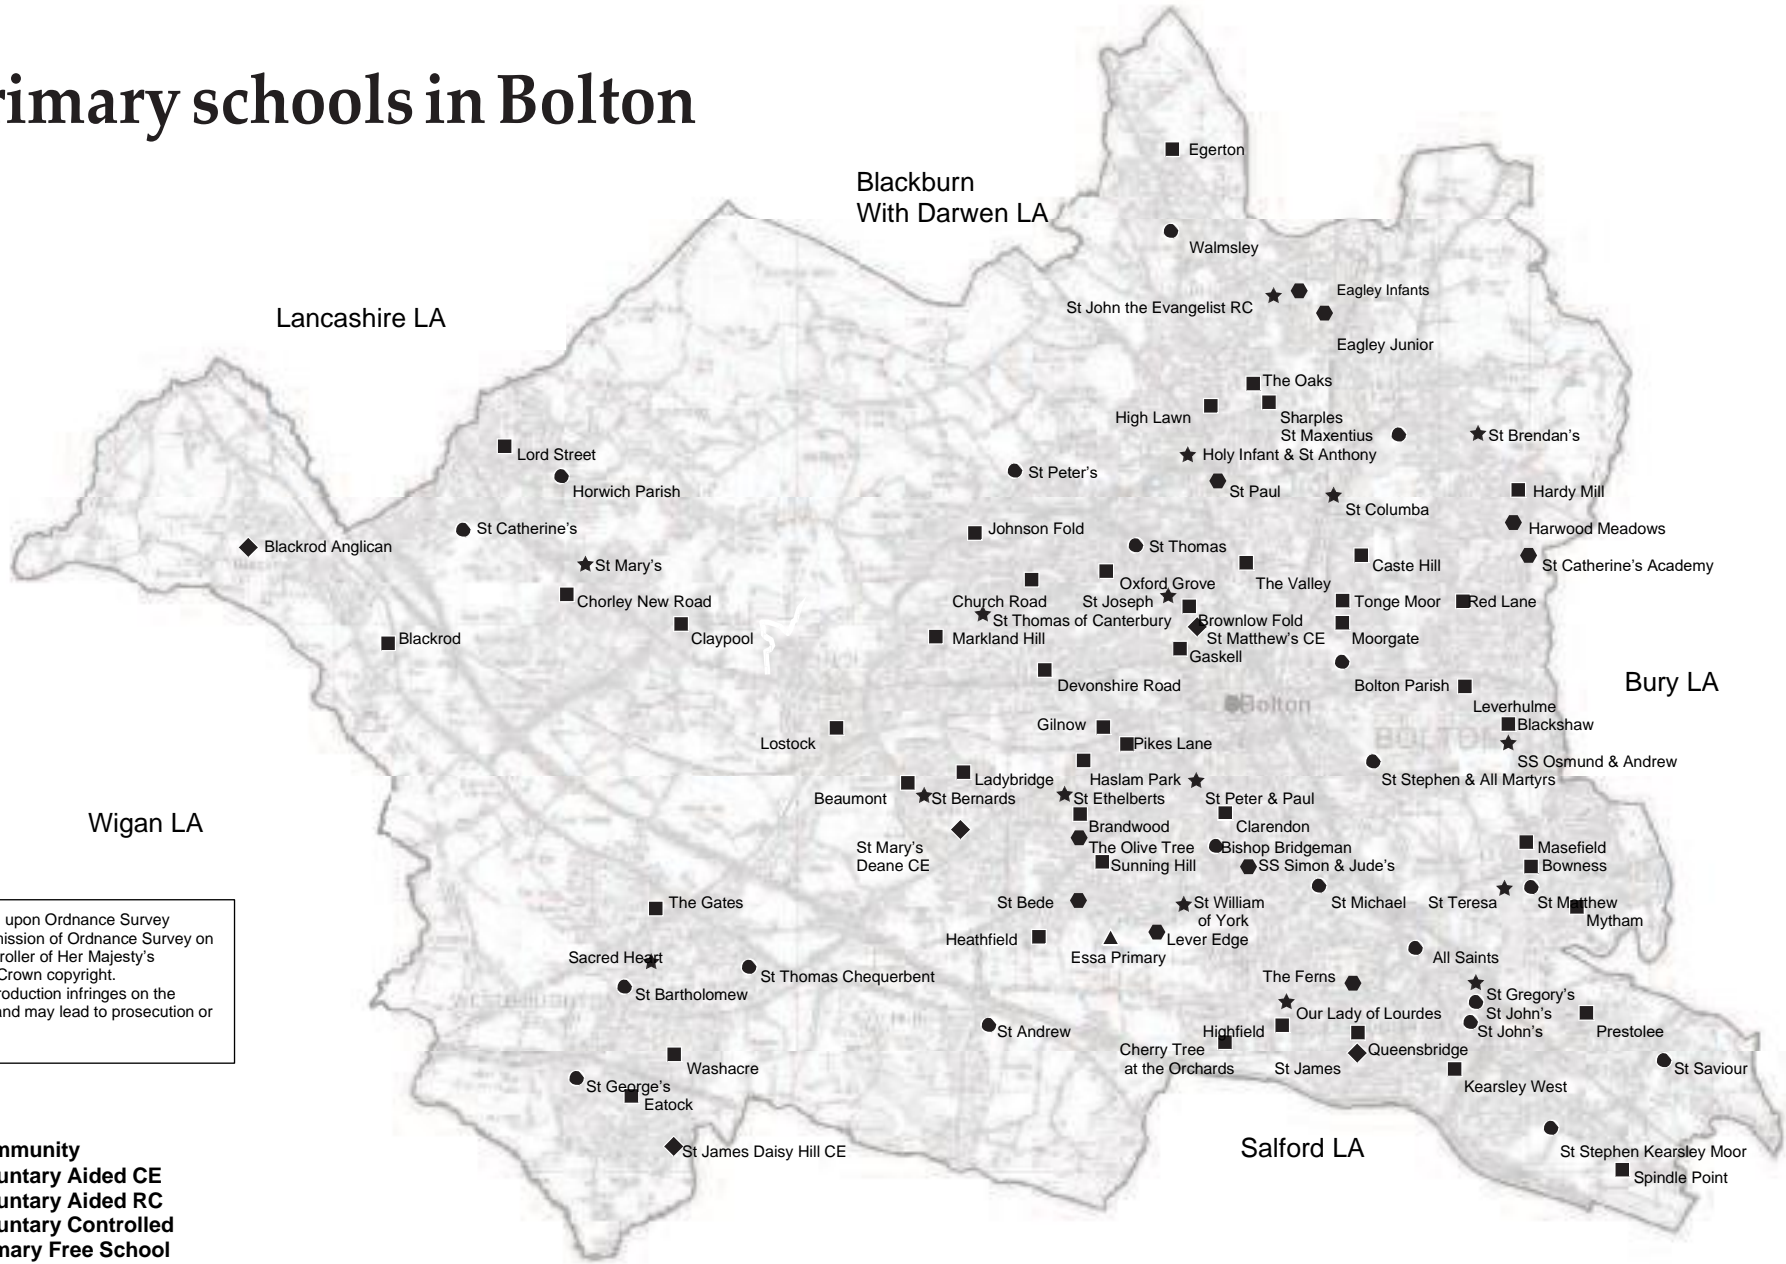 rimary schools in Bolton
Blackburn
With Darwen LA
Lancashire LA
Wigan LA
Bury LA
Salford LA
Egerton
Walmsley
St John the Evangelist RC
Eagley Infants
Eagley Junior
The Oaks
High Lawn
Sharples
St Maxentius
St Brendan's
Holy Infant & St Anthony
Lord Street
Horwich Parish
St Peter's
St Paul
Hardy Mill
St Columba
St Catherine's
Johnson Fold
Harwood Meadows
Blackrod Anglican
St Thomas
St Mary's
Caste Hill
St Catherine's Academy
Oxford Grove
The Valley
Chorley New Road
Church Road
St Joseph
Tonge Moor
Red Lane
St Thomas of Canterbury
Brownlow Fold
Blackrod
Claypool
Markland Hill
St Matthew's CE
Moorgate
Gaskell
Devonshire Road
Bolton Parish
Bolton
Leverhulme
Gilnow
Blackshaw
BOLTON
Lostock
Pikes Lane
SS Osmund & Andrew
Ladybridge
Haslam Park
St Stephen & All Martyrs
Beaumont
St Bernards
St Ethelberts
St Peter & Paul
Brandwood
Clarendon
St Mary's
Deane CE
The Olive Tree
Bishop Bridgeman
Masefield
Sunning Hill
SS Simon & Jude's
Bowness
The Gates
St Bede
St William
of York
St Michael
St Teresa
St Matthew
Mytham
Heathfield
Lever Edge
Essa Primary
All Saints
Sacred Heart
St Thomas Chequerbent
The Ferns
St Bartholomew
St Gregory's
Our Lady of Lourdes
St John's
St Andrew
Highfield
St John's
Prestolee
Cherry Tree
at the Orchards
Queensbridge
St James
Washacre
St Saviour
St George's
Kearsley West
Eatock
St James Daisy Hill CE
St Stephen Kearsley Moor
Spindle Point
upon Ordnance Survey
ission of Ordnance Survey on
roller of Her Majesty's
Crown copyright.
roduction infringes on the
and may lead to prosecution or
mmunity
untary Aided CE
untary Aided RC
untary Controlled
mary Free School